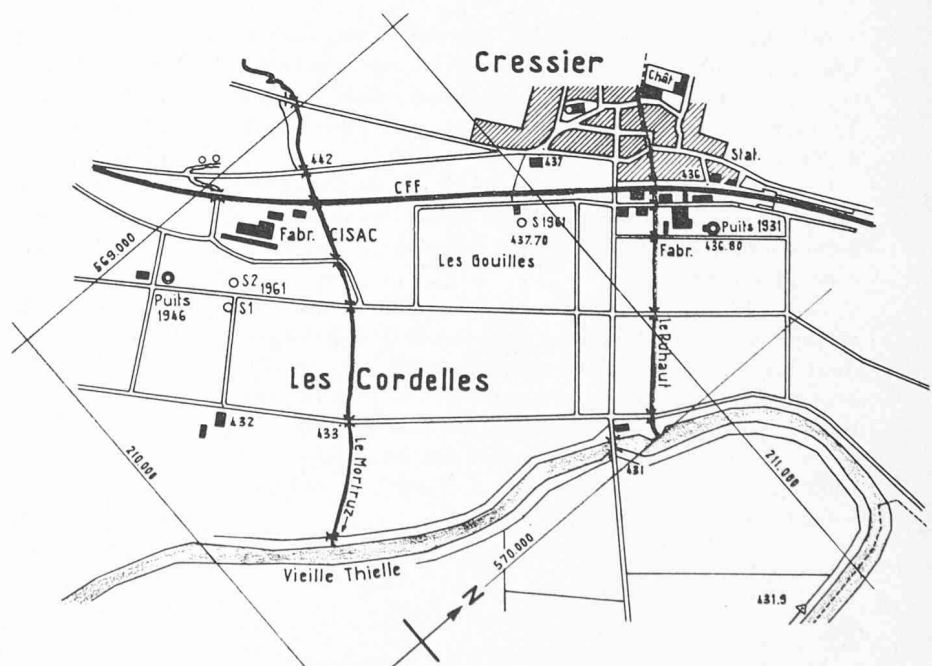 Cressier
Chât.
442
437
Stat.
436
CFF
S 1961
437.70
Puits 1931
436.80
Fabr. CISAC
Fabr.
569.000
Les Gouilles
S2 1961
Puits
1946
S1
le Bahaut
Les Cordelles
432
433
210.000
211.000
431
Le Mortruz
570.000
Vieille Thielle
N
431.9